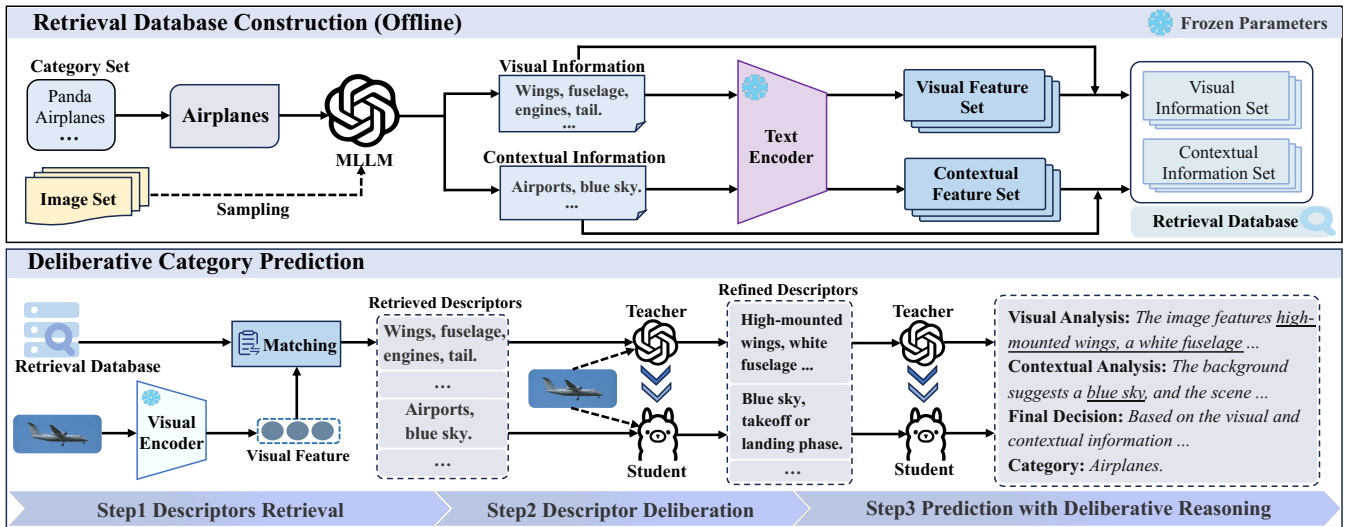 Retrieval Database Construction (Offline)
Frozen Parameters
Category Set
Panda
Airplanes
...
Airplanes
MLLM
Image Set
Sampling
Visual Information
Wings, fuselage,
engines, tail.
...
Contextual Information
Airports, blue sky.
...
Text
Encoder
Visual Feature
Set
Contextual
Feature Set
Visual
Information Set
Contextual
Information Set
Retrieval Database
Deliberative Category Prediction
Retrieval Database
Matching
Visual
Encoder
Visual Feature
Retrieved Descriptors
Wings, fuselage,
engines, tail.
...
Airports,
blue sky.
...
Teacher
Student
Refined Descriptors
High-mounted
wings, white
fuselage ...
Blue sky,
takeoff or
landing phase.
...
Teacher
Student
Visual Analysis: The image features high-
mounted wings, a white fuselage ...
Contextual Analysis: The background
suggests a blue sky, and the scene ...
Final Decision: Based on the visual and
contextual information ...
Category: Airplanes.
Step1 Descriptors Retrieval
Step2 Descriptor Deliberation
Step3 Prediction with Deliberative Reasoning